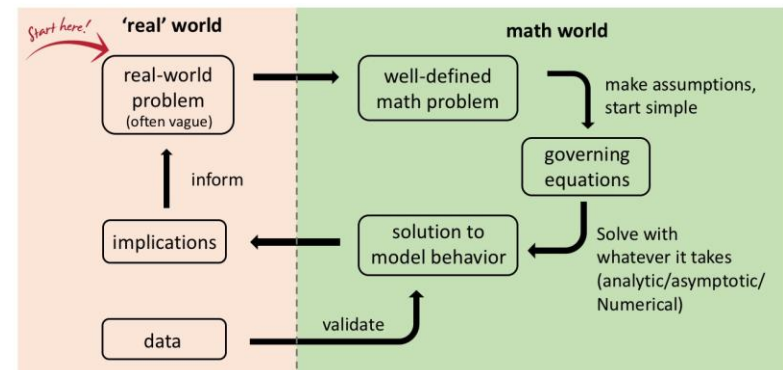 Start here!
'real' world
math world
real-world
problem
(often vague)
well-defined
math problem
make assumptions,
start simple
governing
equations
inform
implications
solution to
model behavior
Solve with
whatever it takes
(analytic/asymptotic/
Numerical)
data
validate